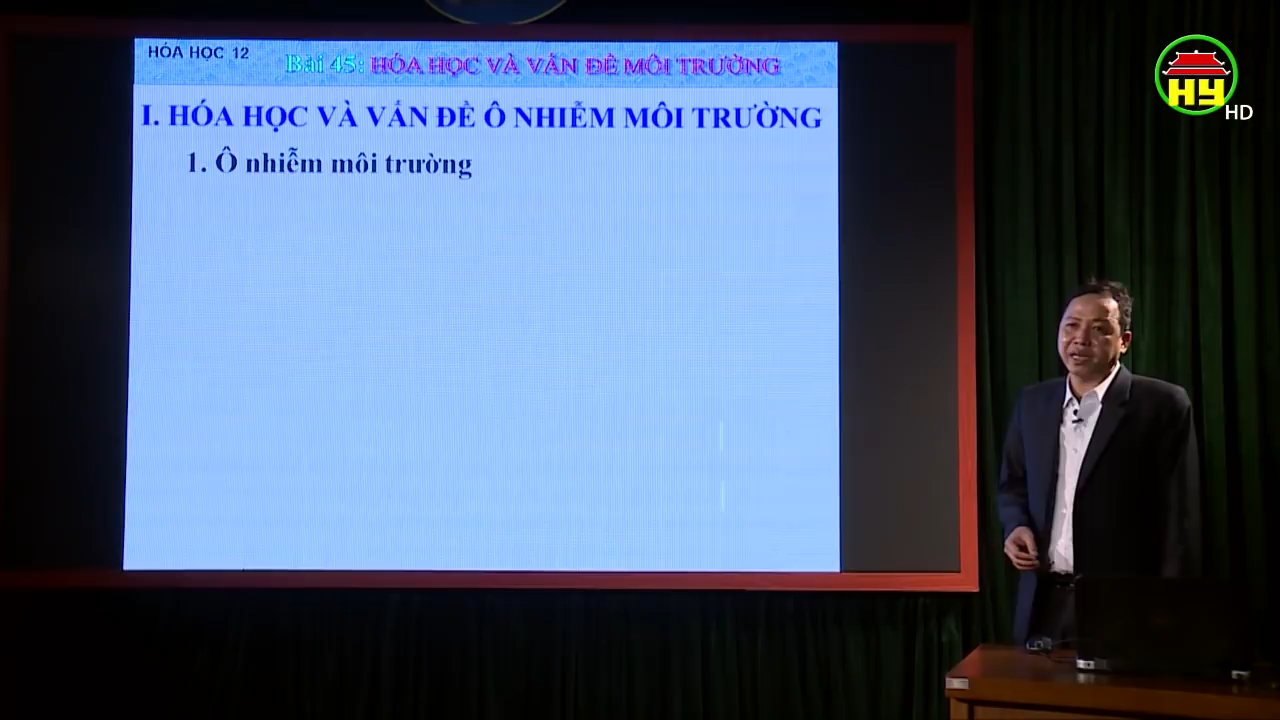 HÓA HỌC 12
Bài 45: HÓA HỌC VÀ VẤN ĐỀ MÔI TRƯỜNG
I. HÓA HỌC VÀ VẤN ĐỀ Ô NHIỄM MÔI TRƯỜNG
1. Ô nhiễm môi trường
HY
HD